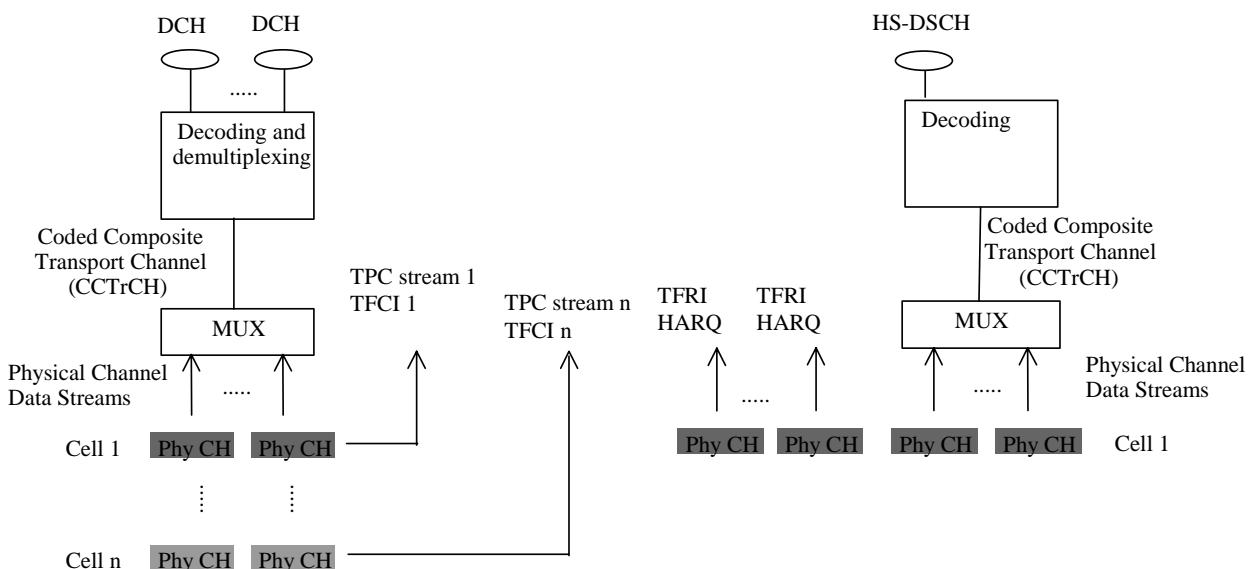 DCH
DCH
.....
Decoding and
demultiplexing
Coded Composite
Transport Channel
(CCTrCH)
MUX
Physical Channel
Data Streams
.....
Cell 1
Phy CH
Phy CH
Cell n
Phy CH
Phy CH
TPC stream 1
TFCI 1
TPC stream n
TFCI n
HS-DSCH
Decoding
Coded Composite
Transport Channel
(CCTrCH)
TFRI
HARQ
TFRI
HARQ
.....
MUX
Physical Channel
Data Streams
.....
Phy CH
Phy CH
Phy CH
Phy CH
Cell 1